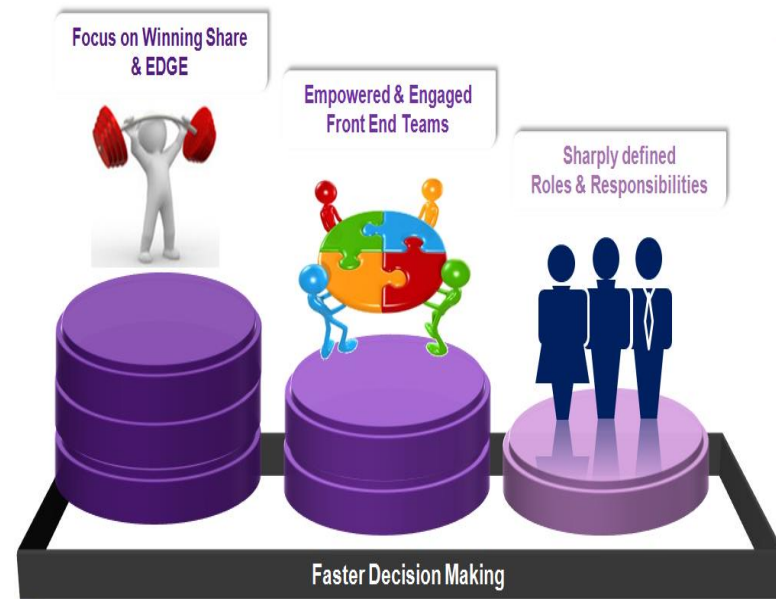 Focus on Winning Share
& EDGE
Empowered & Engaged
Front End Teams
Sharply defined
Roles & Responsibilities
Faster Decision Making